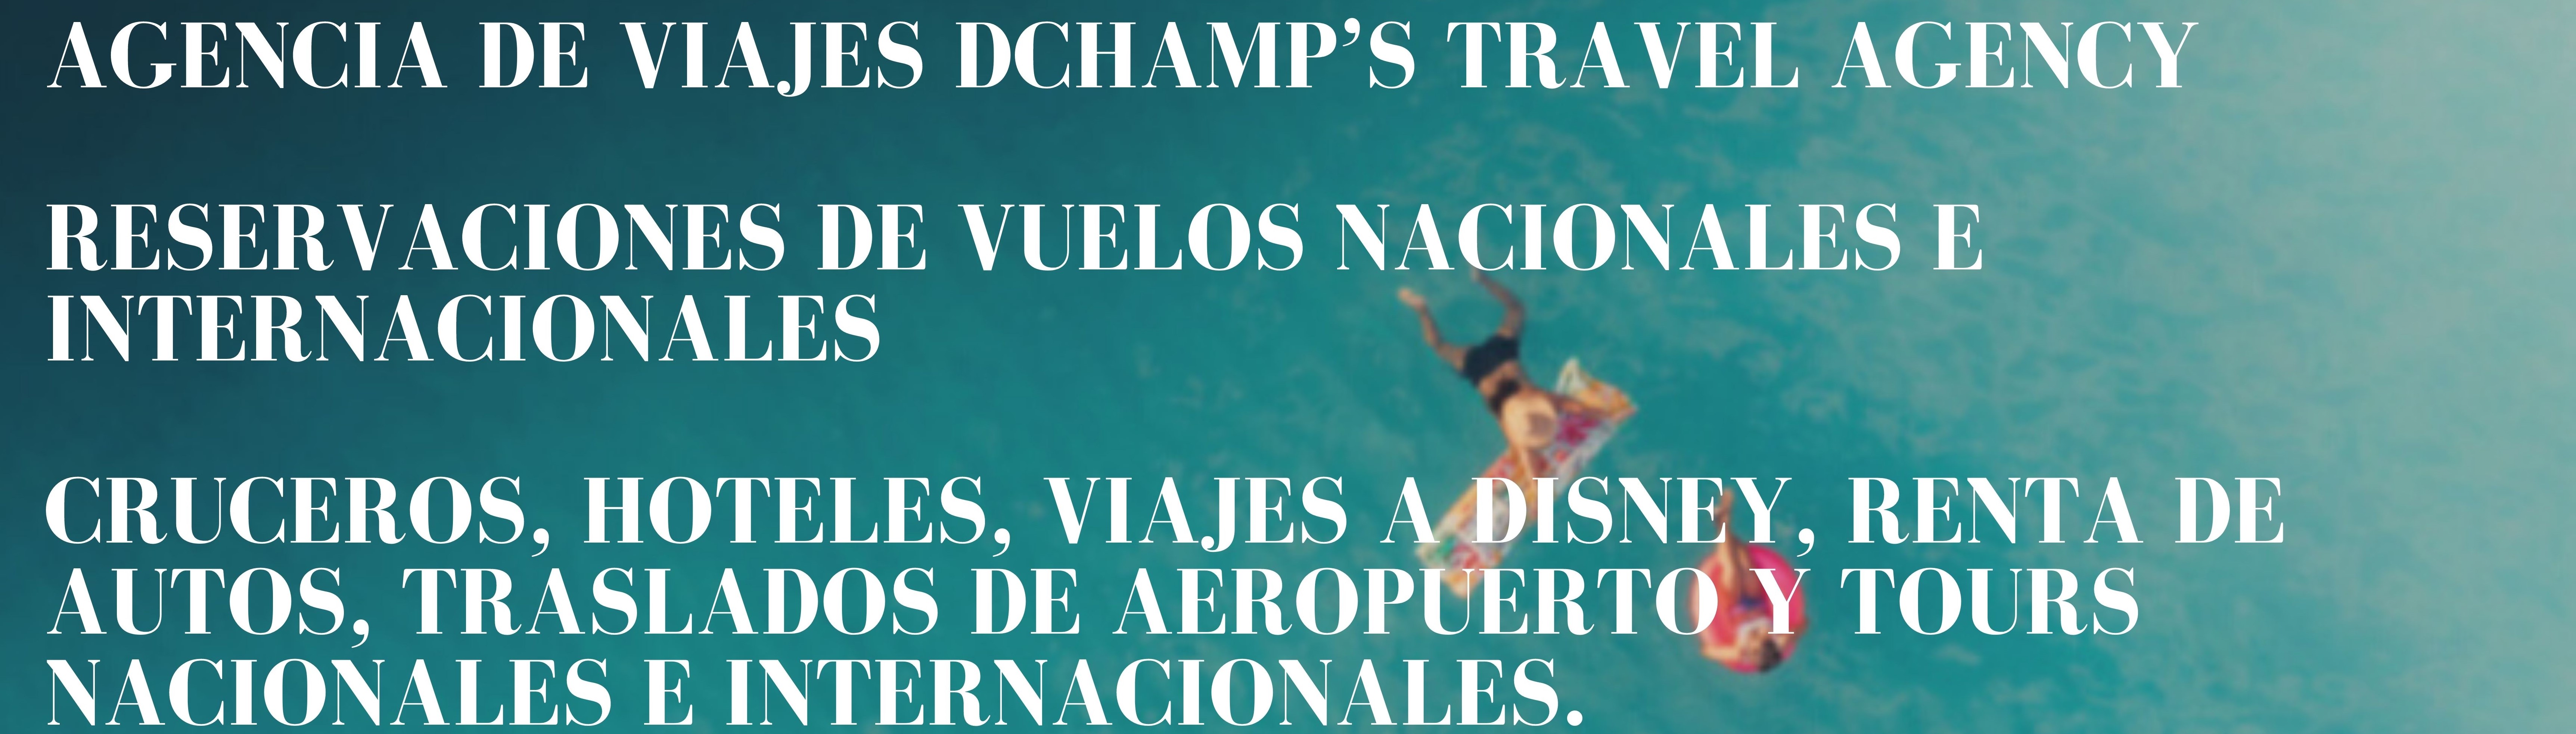 AGENCIA DE VIAJES DCHAMP’S TRAVEL AGENCY
RESERVACIONES DE VUELOS NACIONALES E
INTERNACIONALES
CRUCEROS, HOTELES, VIAJES A DISNEY, RENTA DE
AUTOS, TRASLADOS DE AEROPUERTO Y TOURS
NACIONALES E INTERNACIONALES.